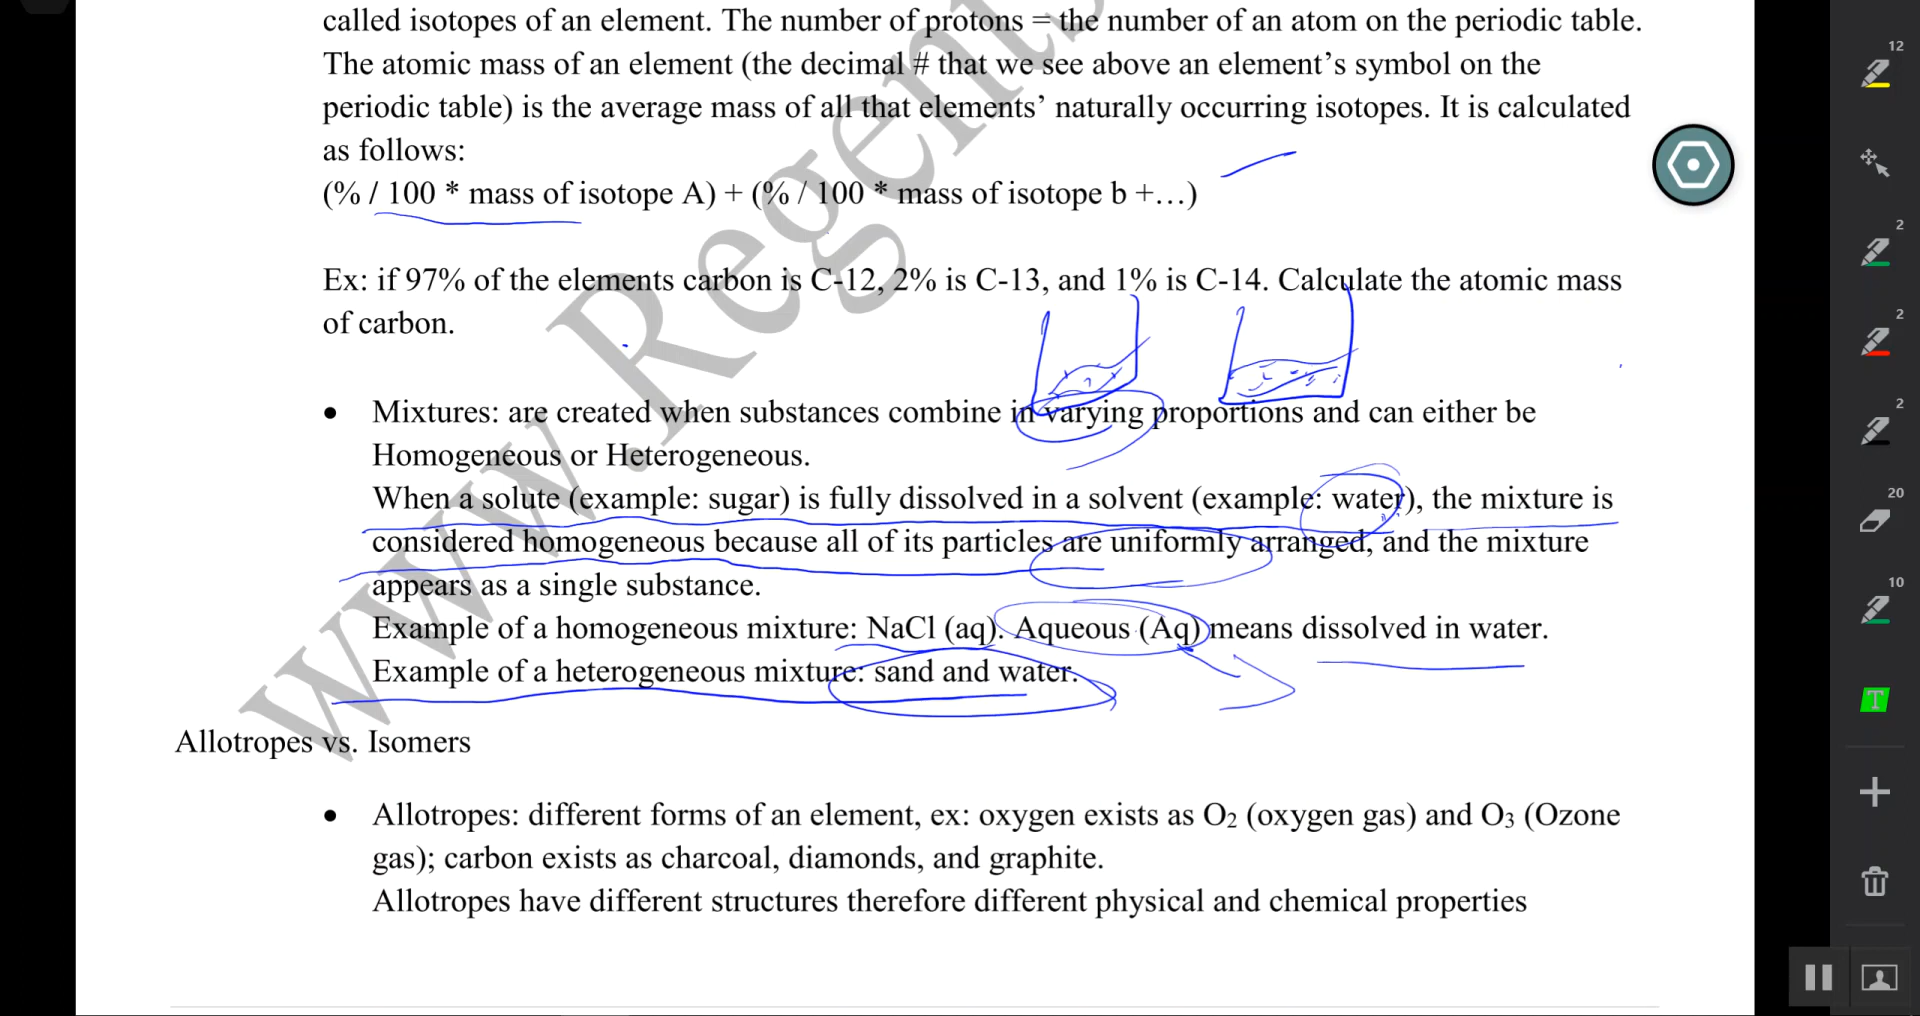 called isotopes of an element. The number of protons = the number of an atom on the periodic table.
The atomic mass of an element (the decimal # that we see above an element’s symbol on the
periodic table) is the average mass of all that elements’ naturally occurring isotopes. It is calculated
as follows:
(% / 100 * mass of isotope A) + (% / 100 * mass of isotope b +…)
Ex: if 97% of the elements carbon is C-12, 2% is C-13, and 1% is C-14. Calculate the atomic mass
of carbon.
• Mixtures: are created when substances combine in varying proportions and can either be
Homogeneous or Heterogeneous.
When a solute (example: sugar) is fully dissolved in a solvent (example: water), the mixture is
considered homogeneous because all of its particles are uniformly arranged, and the mixture
appears as a single substance.
Example of a homogeneous mixture: NaCl (aq). Aqueous (Aq) means dissolved in water.
Example of a heterogeneous mixture: sand and water.
Allotropes vs. Isomers
• Allotropes: different forms of an element, ex: oxygen exists as O₂ (oxygen gas) and O₃ (Ozone
gas); carbon exists as charcoal, diamonds, and graphite.
Allotropes have different structures therefore different physical and chemical properties
www.Regents
12
2
2
2
20
10
T